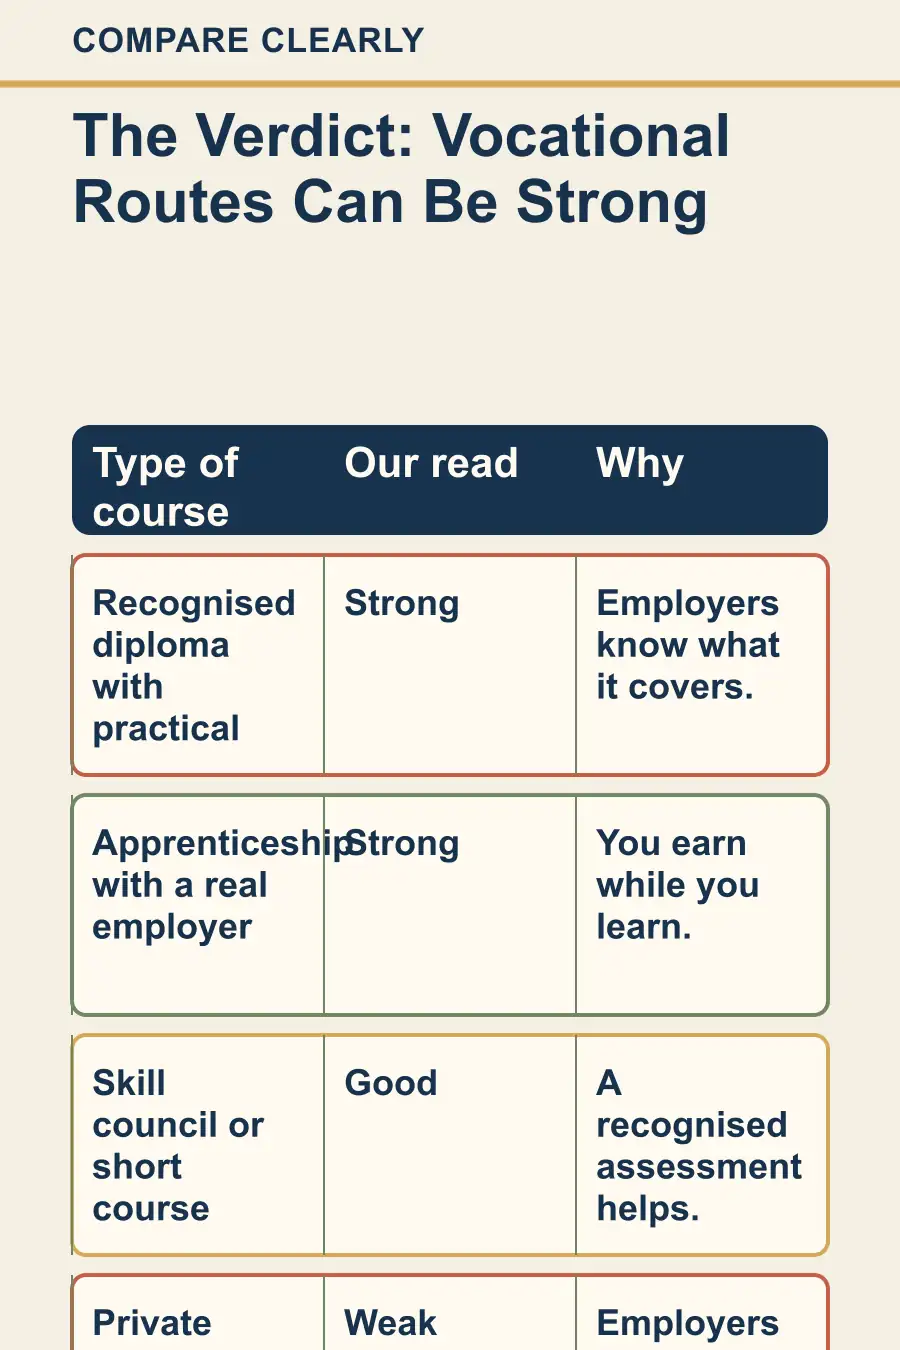 COMPARE CLEARLY
The Verdict: Vocational
Routes Can Be Strong
Type of
course
Our read
Why
Recognised
diploma
with
practical
Strong
Employers
know what
it covers.
Apprenticeship
with a real
employer
Strong
You earn
while you
learn.
Skill
council or
short
course
Good
A
recognised
assessment
helps.
Private
Weak
Employers